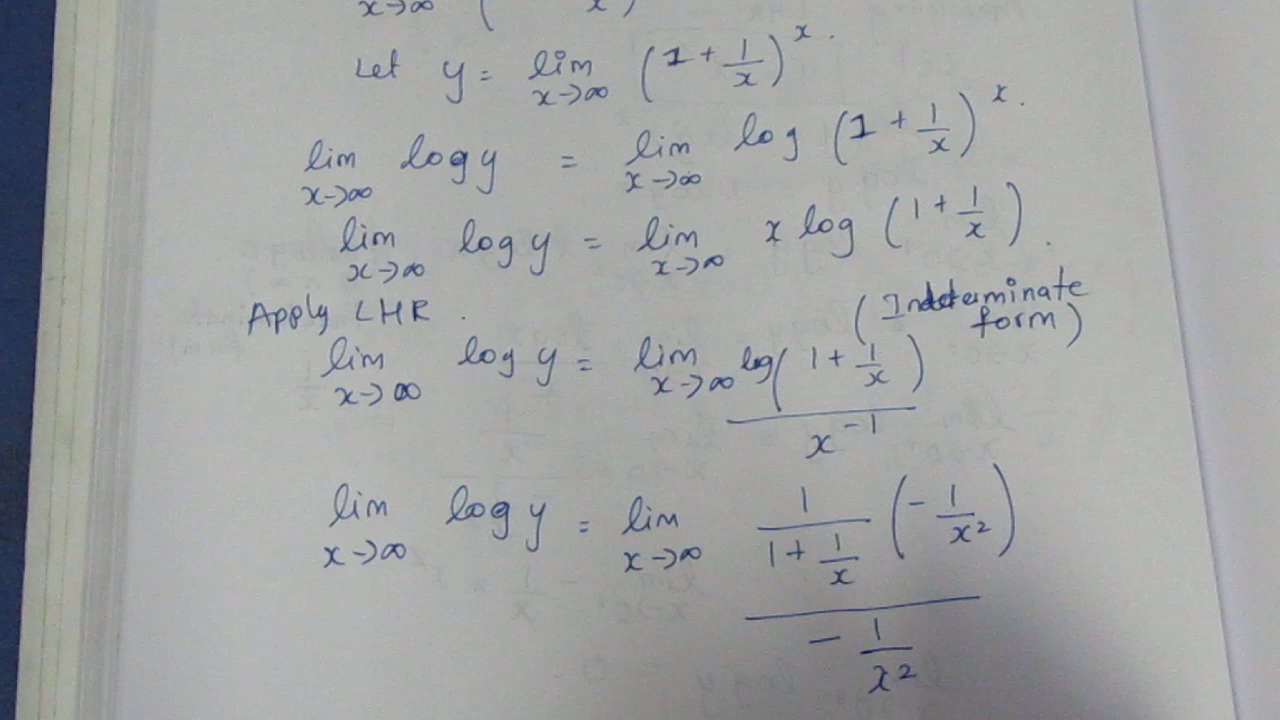 x→∞ ( x )
Let y = lim x→∞ (1 + 1/x)^x .
lim x→∞ log y = lim x→∞ log (1 + 1/x)^x .
lim x→∞ log y = lim x→∞ x log (1 + 1/x) .
Apply LHR . (Indeterminate form)
lim x→∞ log y = lim x→∞ log(1 + 1/x) / x^-1
lim x→∞ log y = lim x→∞ 1/(1 + 1/x) (- 1/x²) / - 1/x²